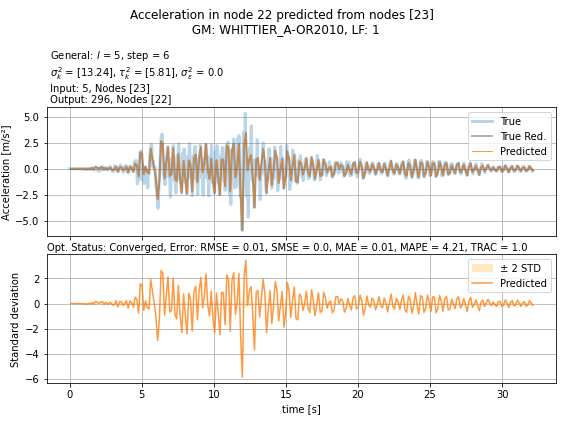 Acceleration in node 22 predicted from nodes [23]
GM: WHITTIER_A-OR2010, LF: 1
General: l = 5, step = 6
σ²ₖ = [13.24], τ²ₖ = [5.81], σ²ε = 0.0
Input: 5, Nodes [23]
Output: 296, Nodes [22]
Acceleration [m/s²]
5.0
2.5
0.0
−2.5
−5.0
True
True Red.
Predicted
Opt. Status: Converged, Error: RMSE = 0.01, SMSE = 0.0, MAE = 0.01, MAPE = 4.21, TRAC = 1.0
Standard deviation
2
0
−2
−4
−6
± 2 STD
Predicted
0 5 10 15 20 25 30
time [s]